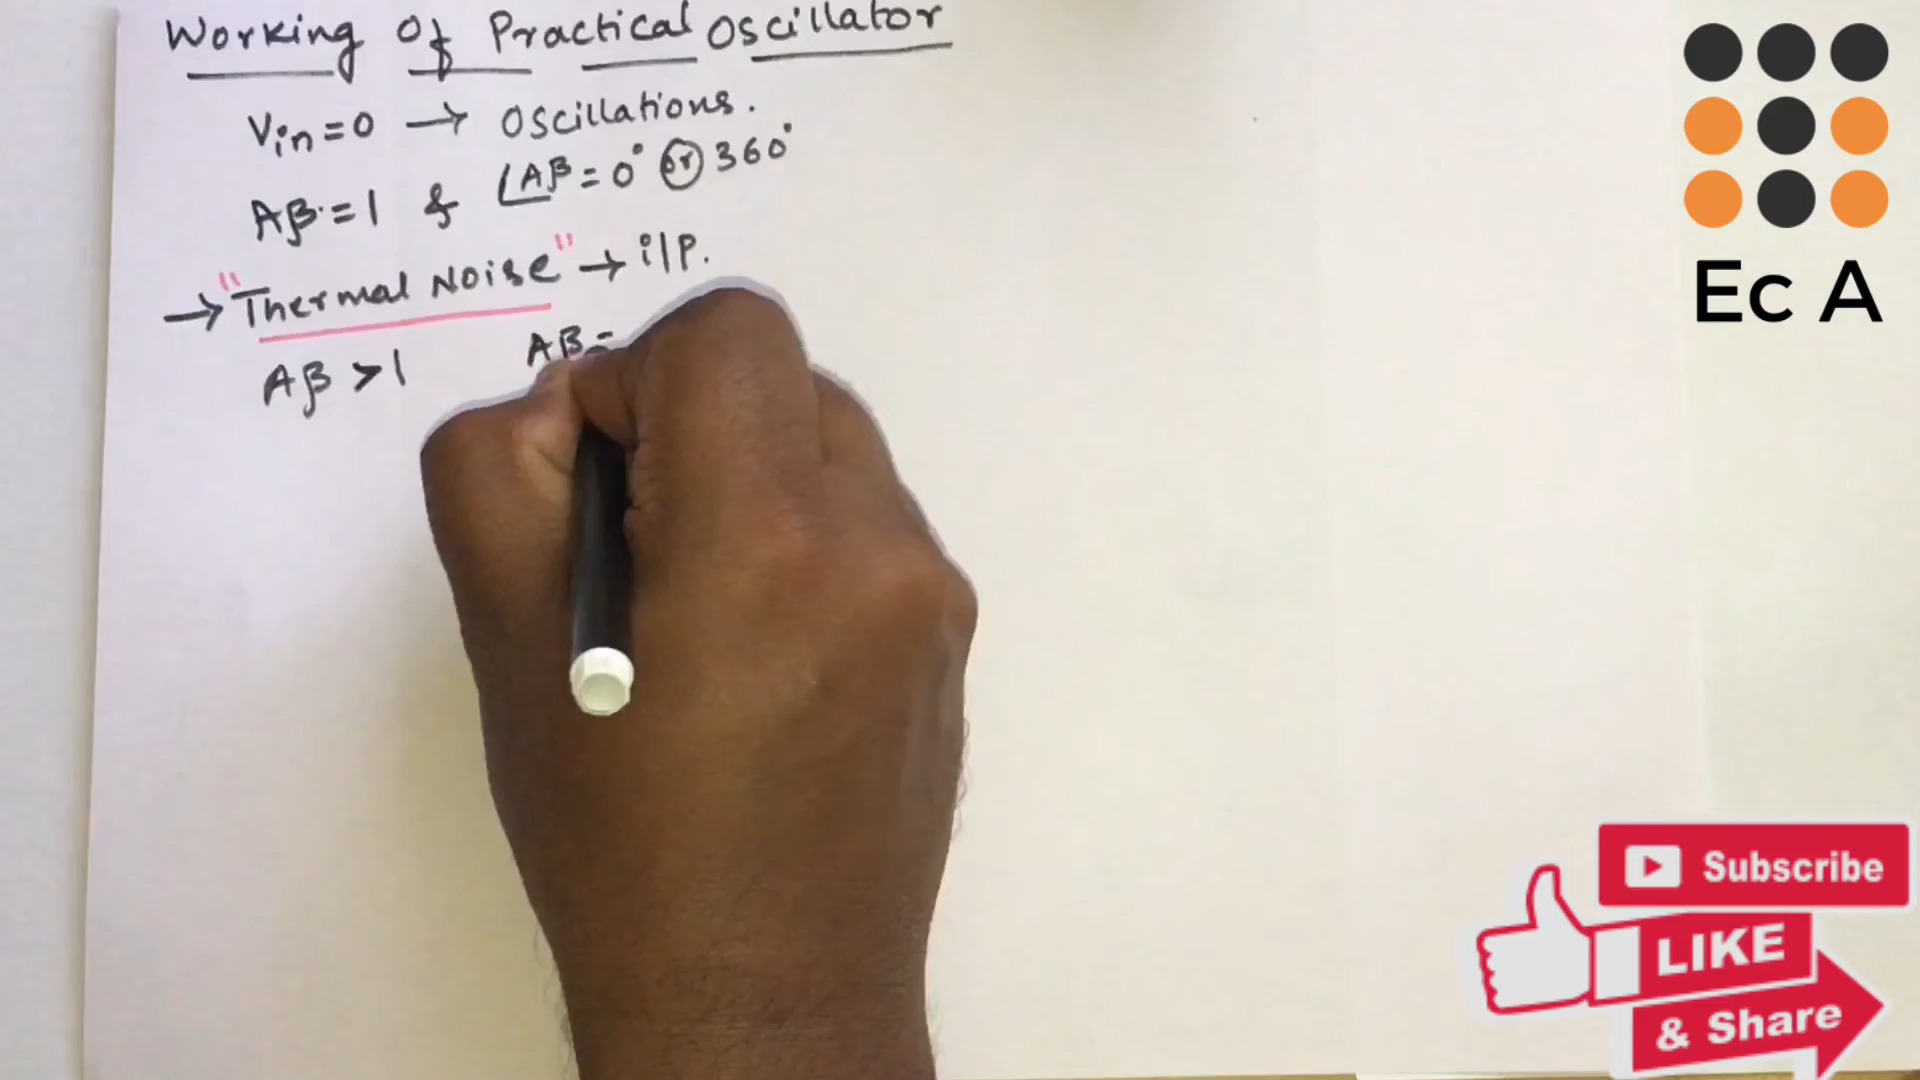 Working Of Practical Oscillator
Vin=0 → Oscillations.
Aβ=1 & ∠Aβ=0° or 360°
→ "Thermal Noise" → i/p.
Aβ >1 Aβ=
Ec A
Subscribe
LIKE
& Share